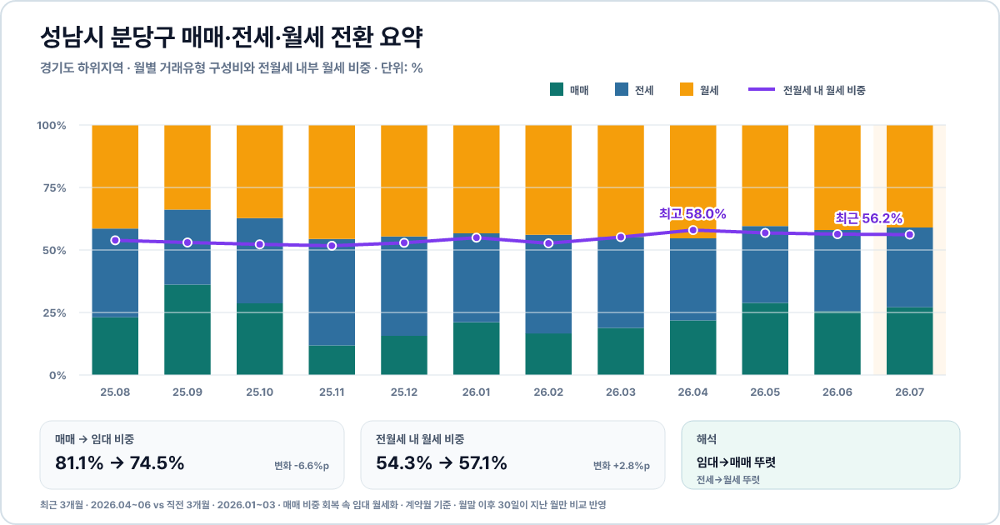 성남시 분당구 매매·전세·월세 전환 요약
경기도 하위지역 · 월별 거래유형 구성비와 전월세 내부 월세 비중 · 단위: %
매매 전세 월세 전월세 내 월세 비중
100%
75%
50%
25%
0%
최고 58.0%
최근 56.2%
25.08 25.09 25.10 25.11 25.12 26.01 26.02 26.03 26.04 26.05 26.06 26.07
매매 → 임대 비중
81.1% → 74.5%
변화 -6.6%p
전월세 내 월세 비중
54.3% → 57.1%
변화 +2.8%p
해석
임대→매매 뚜렷
전세→월세 뚜렷
최근 3개월 · 2026.04~06 vs 직전 3개월 · 2026.01~03 · 매매 비중 회복 속 임대 월세화 · 계약월 기준 · 월말 이후 30일이 지난 월만 비교 반영